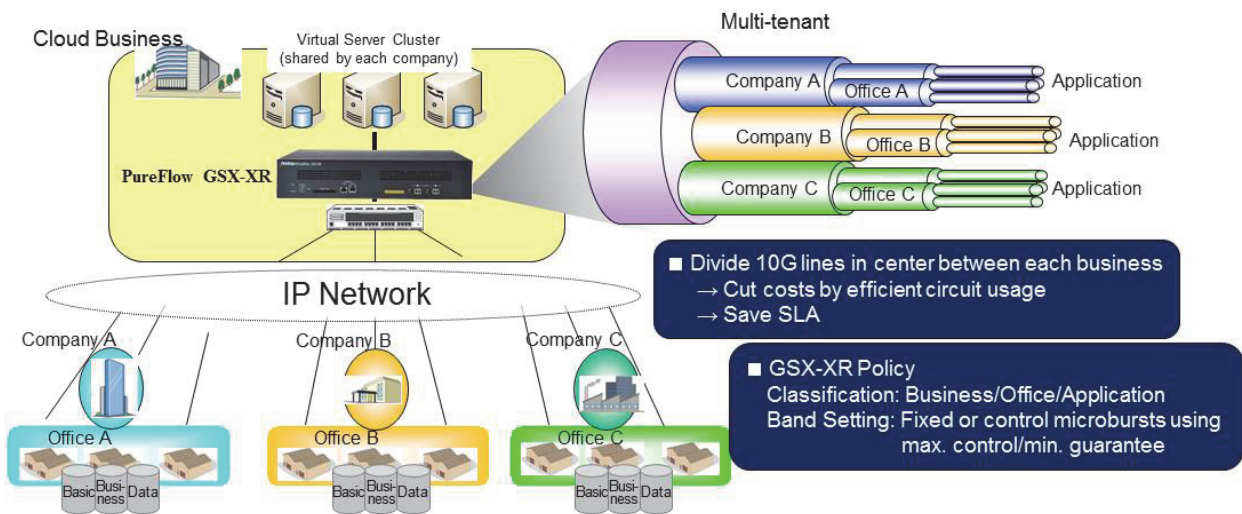 Cloud Business
Virtual Server Cluster
(shared by each company)
PureFlow GSX-XR
Multi-tenant
Company A
Office A
Application
Company B
Office B
Application
Company C
Office C
Application
■ Divide 10G lines in center between each business
→ Cut costs by efficient circuit usage
→ Save SLA
■ GSX-XR Policy
Classification: Business/Office/Application
Band Setting: Fixed or control microbursts using
max. control/min. guarantee
IP Network
Company A
Company B
Company C
Office A
Office B
Office C
Basic
Busi-
ness
Data
Basic
Busi-
ness
Data
Basic
Busi-
ness
Data